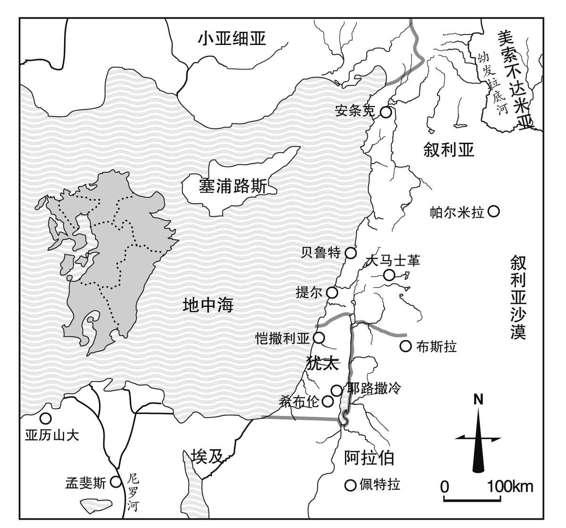 小亚细亚
美索不达米亚
幼发拉底河
安条克
叙利亚
塞浦路斯
帕尔米拉
贝鲁特
大马士革
叙利亚沙漠
提尔
地中海
恺撒利亚
布斯拉
犹太
耶路撒冷
希布伦
亚历山大
埃及
阿拉伯
孟斐斯
尼罗河
佩特拉
N
0 100km